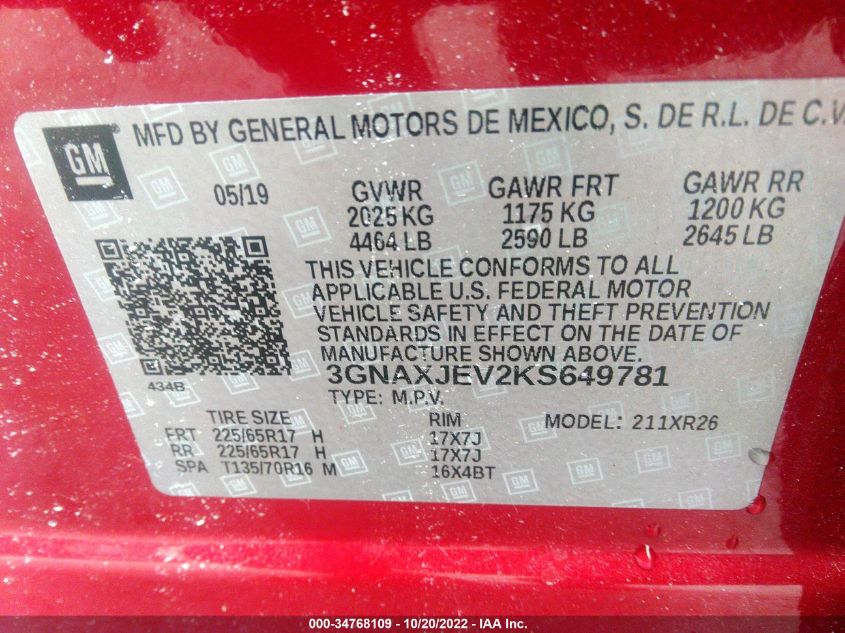 GM
MFD BY GENERAL MOTORS DE MEXICO, S. DE R.L. DE C.V.
05/19 GVWR GAWR FRT GAWR RR
2025 KG 1175 KG 1200 KG
4464 LB 2590 LB 2645 LB
THIS VEHICLE CONFORMS TO ALL
APPLICABLE U.S. FEDERAL MOTOR
VEHICLE SAFETY AND THEFT PREVENTION
STANDARDS IN EFFECT ON THE DATE OF
MANUFACTURE SHOWN ABOVE.
434B
3GNAXJEV2KS649781
TYPE: M.P.V.
TIRE SIZE RIM MODEL: 211XR26
FRT 225/65R17 H 17X7J
RR 225/65R17 H 17X7J
SPA T135/70R16 M 16X4BT
000-34768109 - 10/20/2022 - IAA Inc.